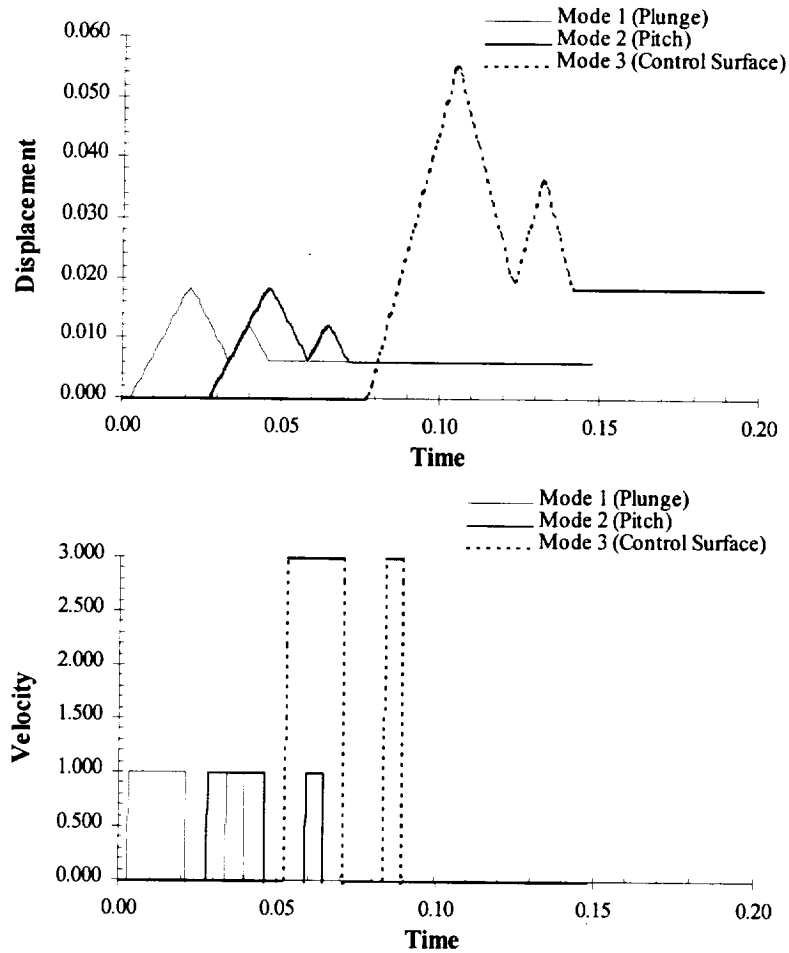 Mode 1 (Plunge)
Mode 2 (Pitch)
Mode 3 (Control Surface)
0.060
0.050
0.040
0.030
0.020
0.010
0.000
Displacement
0.00 0.05 0.10 0.15 0.20
Time
Mode 1 (Plunge)
Mode 2 (Pitch)
Mode 3 (Control Surface)
3.000
2.500
2.000
1.500
1.000
0.500
0.000
Velocity
0.00 0.05 0.10 0.15 0.20
Time